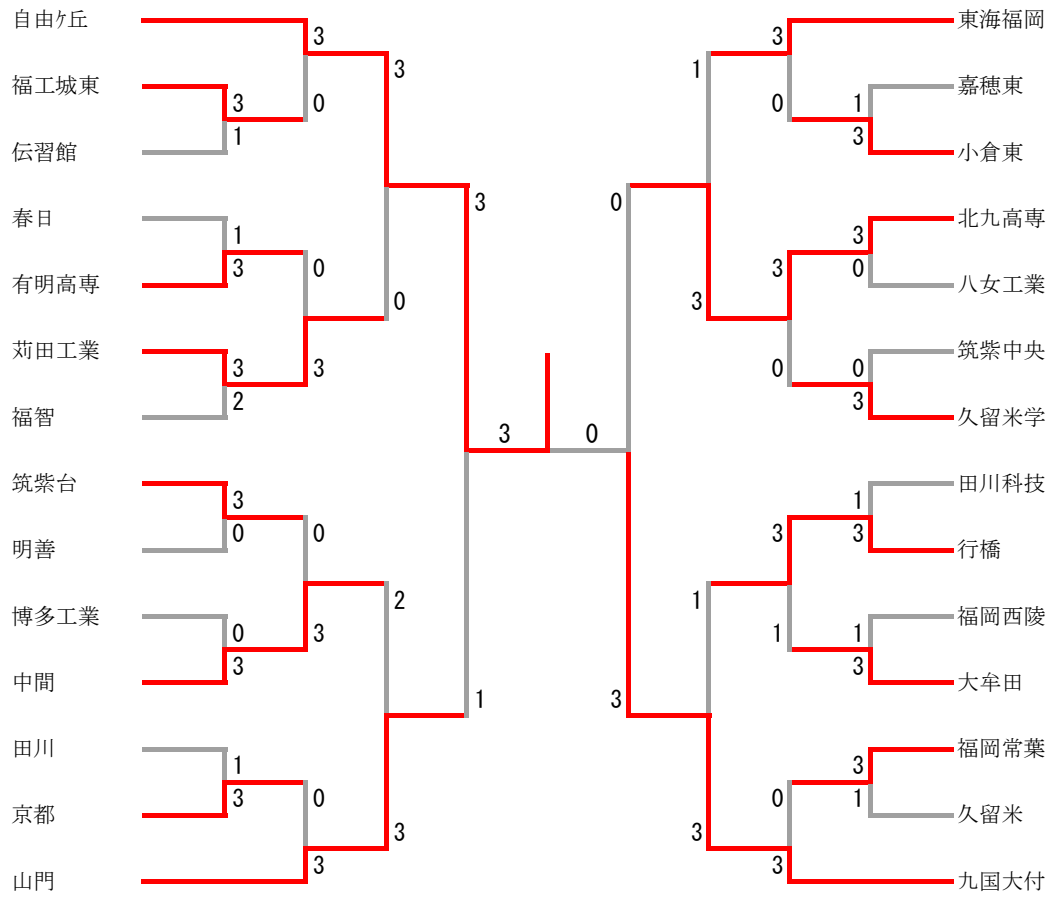 自由ケ丘 3 3 東海福岡
3 1
福工城東 3 0 0 1 嘉穂東
伝習館 1 3 小倉東
3 0
春日 1 3 北九高専
有明高専 3 0 3 0 八女工業
0 3
苅田工業 3 3 0 0 筑紫中央
福智 2 3 久留米学
3 0
筑紫台 3 1 田川科技
明善 0 0 3 3 行橋
2 1
博多工業 0 3 1 1 福岡西陵
中間 3 3 大牟田
1 3
田川 1 3 福岡常葉
京都 3 0 0 1 久留米
3 3
山門 3 3 九国大付